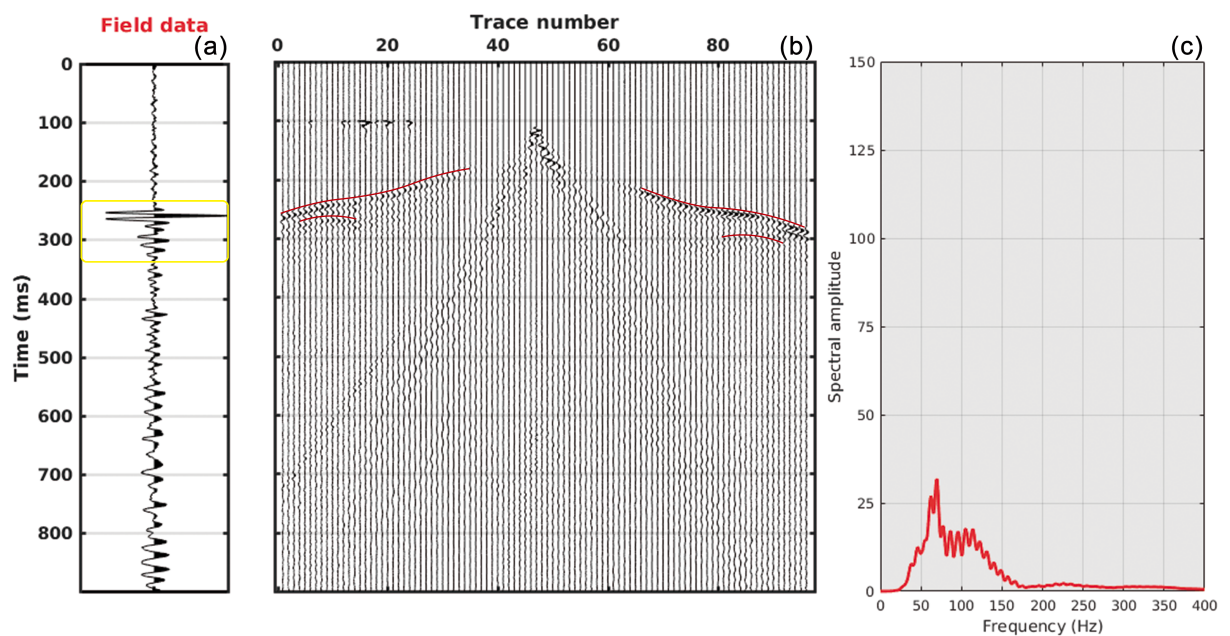 Field data
(a)
Trace number
(b)
(c)
0 20 40 60 80
0
100
200
300
400
500
600
700
800
Time (ms)
150
125
100
75
50
25
0
Spectral amplitude
0 50 100 150 200 250 300 350 400
Frequency (Hz)